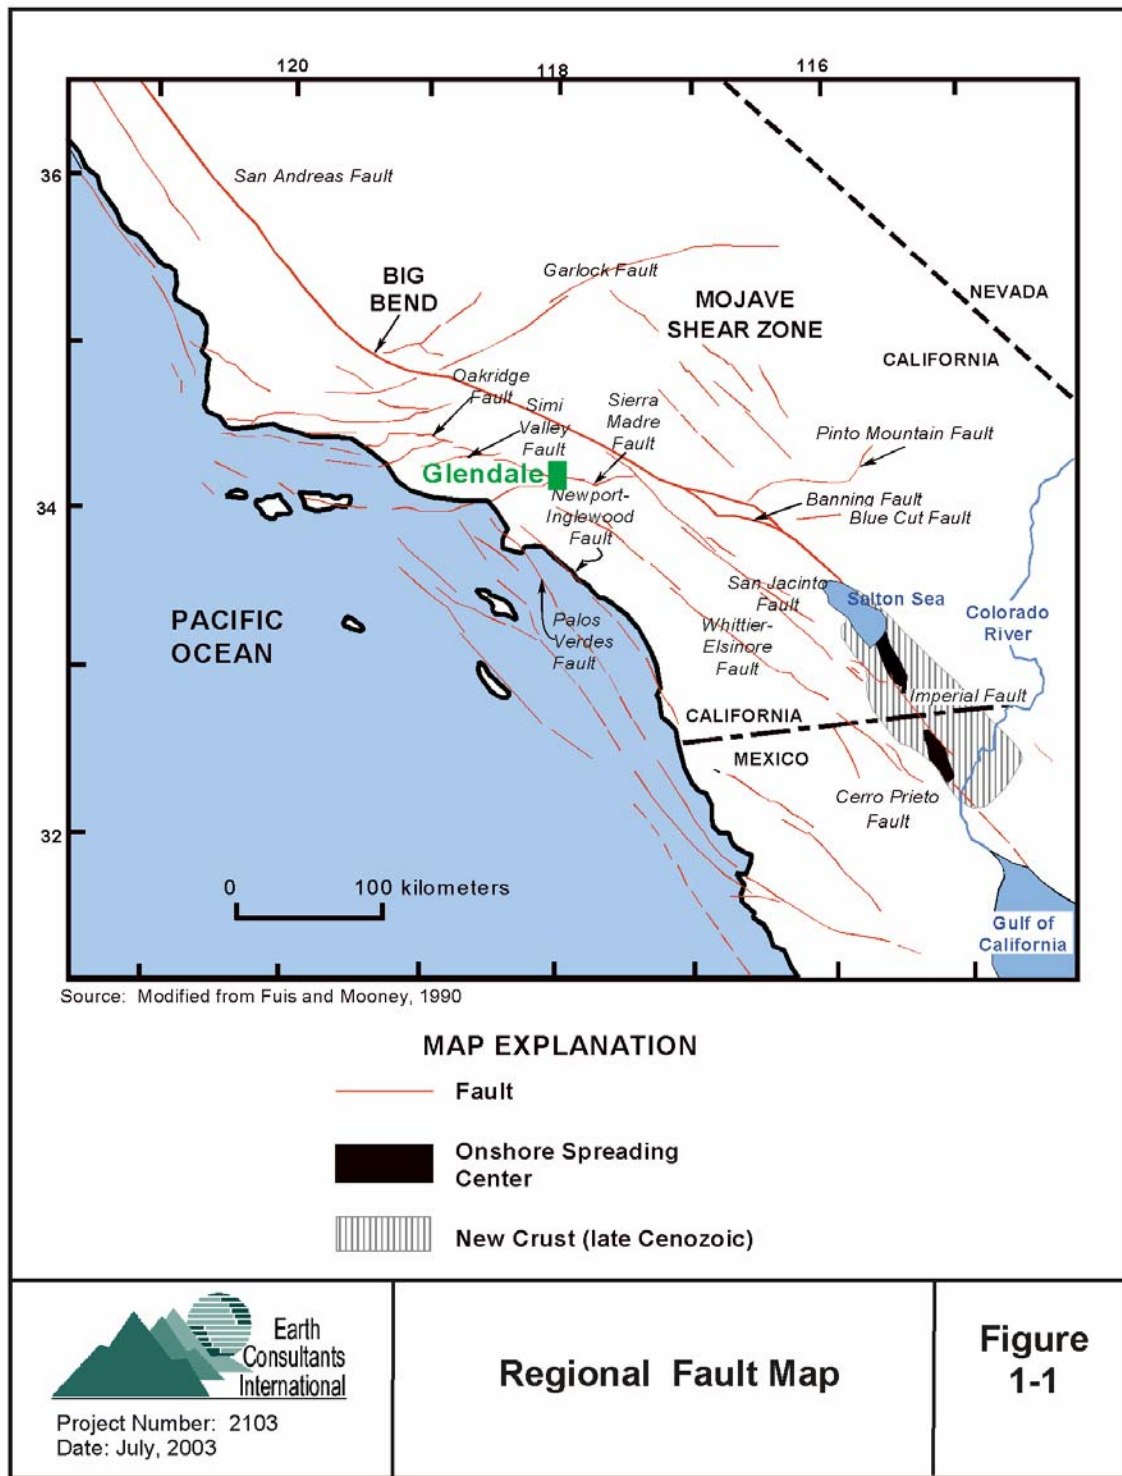 120
118
116
36
San Andreas Fault
Garlock Fault
BIG
BEND
MOJAVE
SHEAR ZONE
NEVADA
CALIFORNIA
Oakridge
Fault
Simi
Valley
Fault
Sierra
Madre
Fault
Pinto Mountain Fault
Glendale
34
Newport-
Inglewood
Fault
Banning Fault
Blue Cut Fault
San Jacinto
Fault
Salton Sea
Colorado
River
PACIFIC
OCEAN
Palos
Verdes
Fault
Whittier-
Elsinore
Fault
Imperial Fault
CALIFORNIA
MEXICO
Cerro Prieto
Fault
32
0 100 kilometers
Gulf of
California
Source: Modified from Fuis and Mooney, 1990
MAP EXPLANATION
Fault
Onshore Spreading
Center
New Crust (late Cenozoic)
Earth
Consultants
International
Project Number: 2103
Date: July, 2003
Regional Fault Map
Figure
1-1